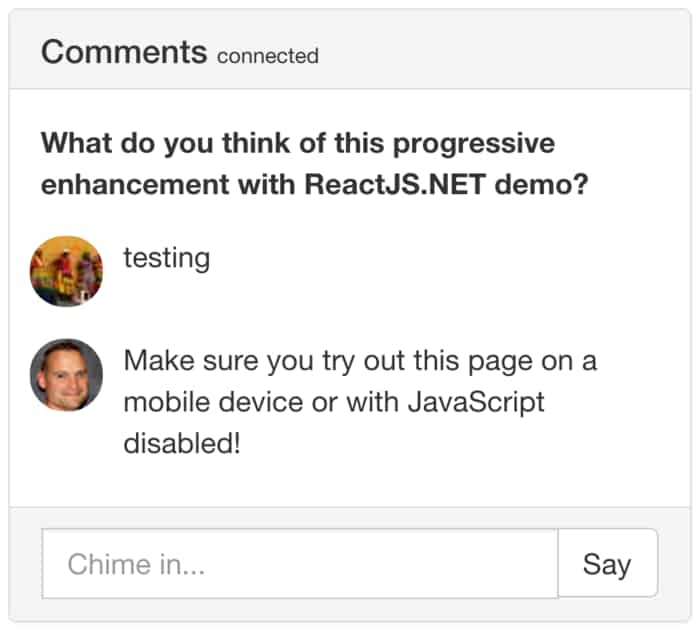 Comments connected
What do you think of this progressive
enhancement with ReactJS.NET demo?
testing
Make sure you try out this page on a
mobile device or with JavaScript
disabled!
Chime in...
Say